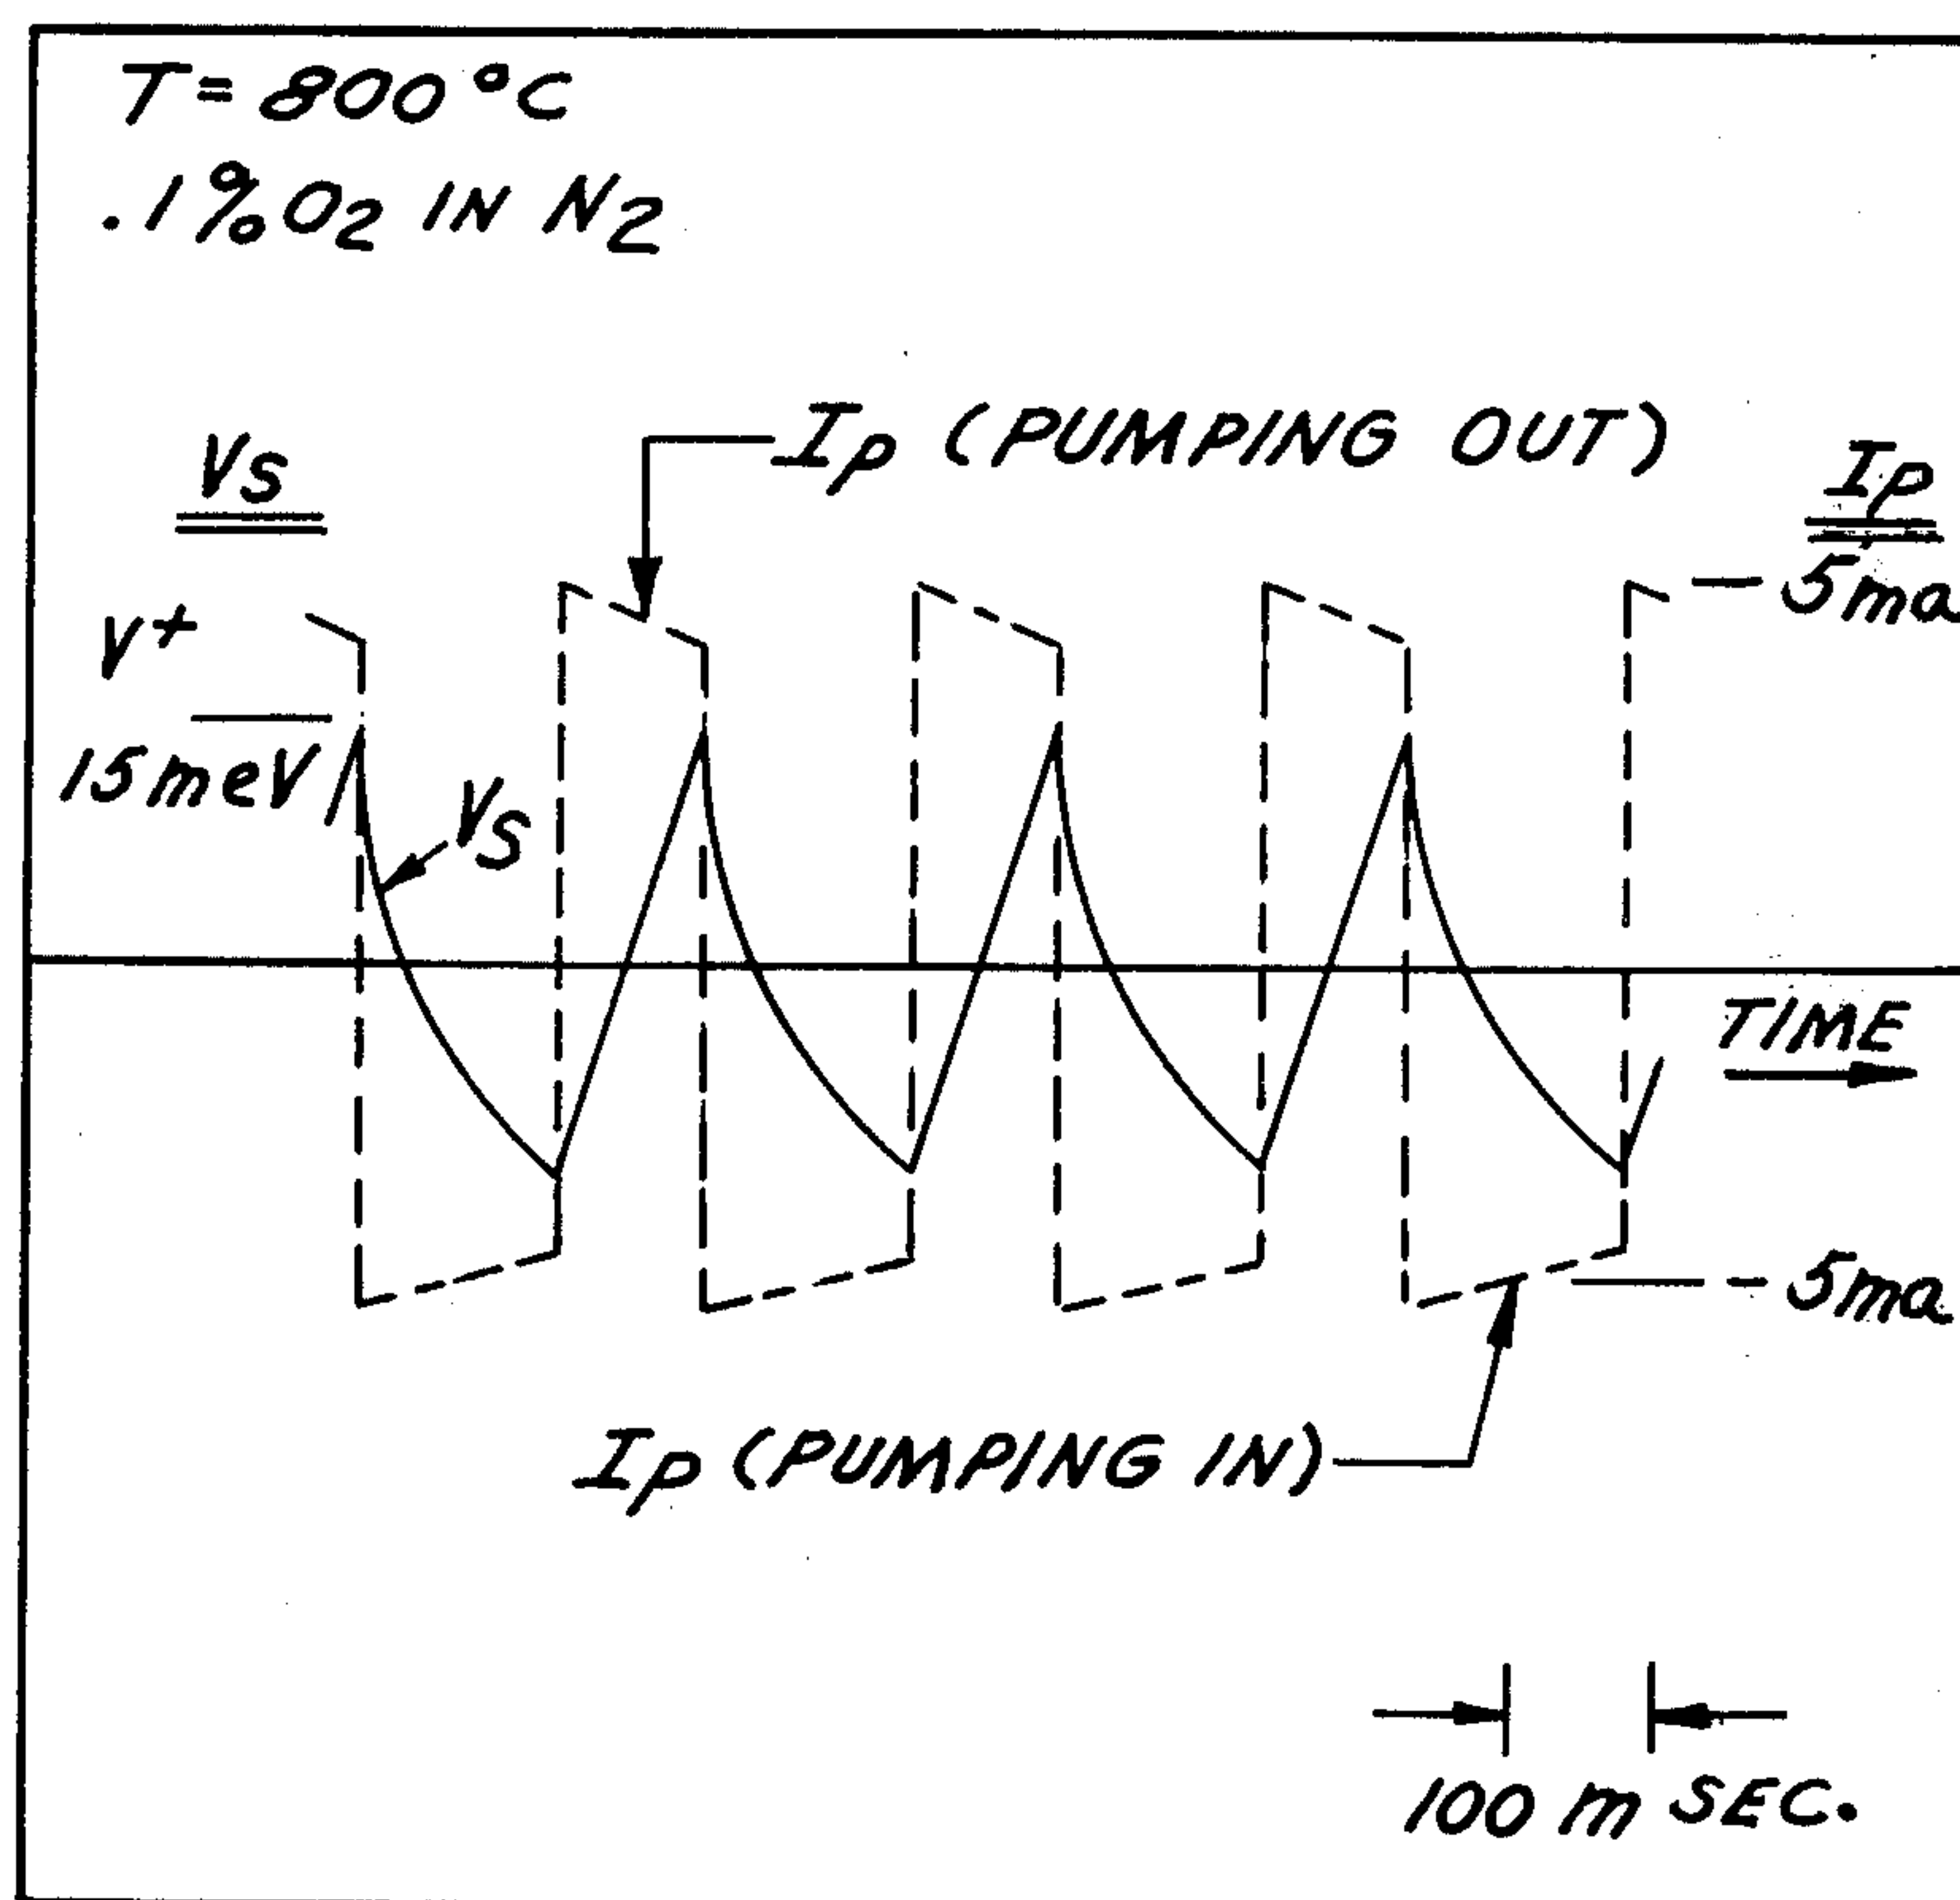 T = 800 °C
.1 % O2 IN N2
Ip (PUMPING OUT)
Vs
Ip
— 5ma
V+
15meV
Vs
TIME
— 5ma.
Ip (PUMPING IN)
100 m SEC.